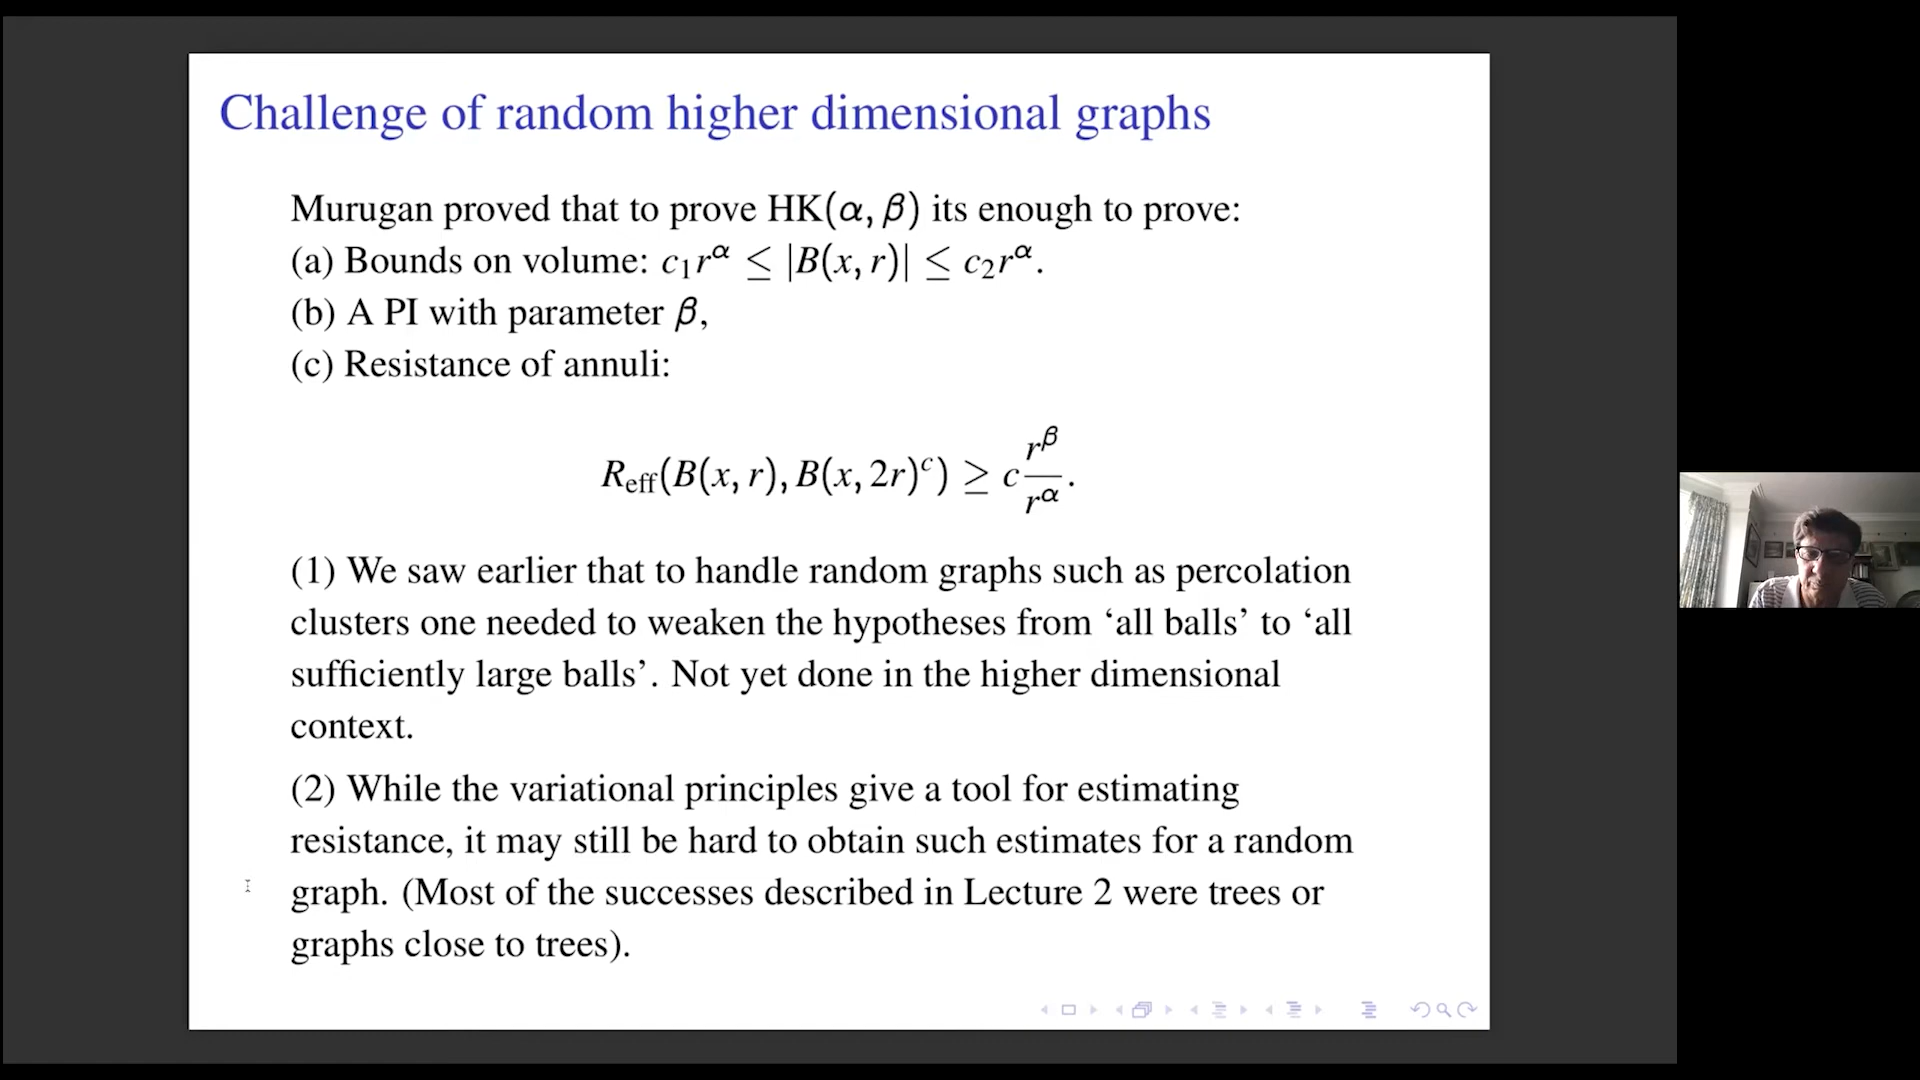 Challenge of random higher dimensional graphs
Murugan proved that to prove HK(α, β) its enough to prove:
(a) Bounds on volume: c₁r^α ≤ |B(x, r)| ≤ c₂r^α.
(b) A PI with parameter β,
(c) Resistance of annuli:
R_eff(B(x, r), B(x, 2r)^c) ≥ c r^β / r^α.
(1) We saw earlier that to handle random graphs such as percolation
clusters one needed to weaken the hypotheses from ‘all balls’ to ‘all
sufficiently large balls’. Not yet done in the higher dimensional
context.
(2) While the variational principles give a tool for estimating
resistance, it may still be hard to obtain such estimates for a random
graph. (Most of the successes described in Lecture 2 were trees or
graphs close to trees).